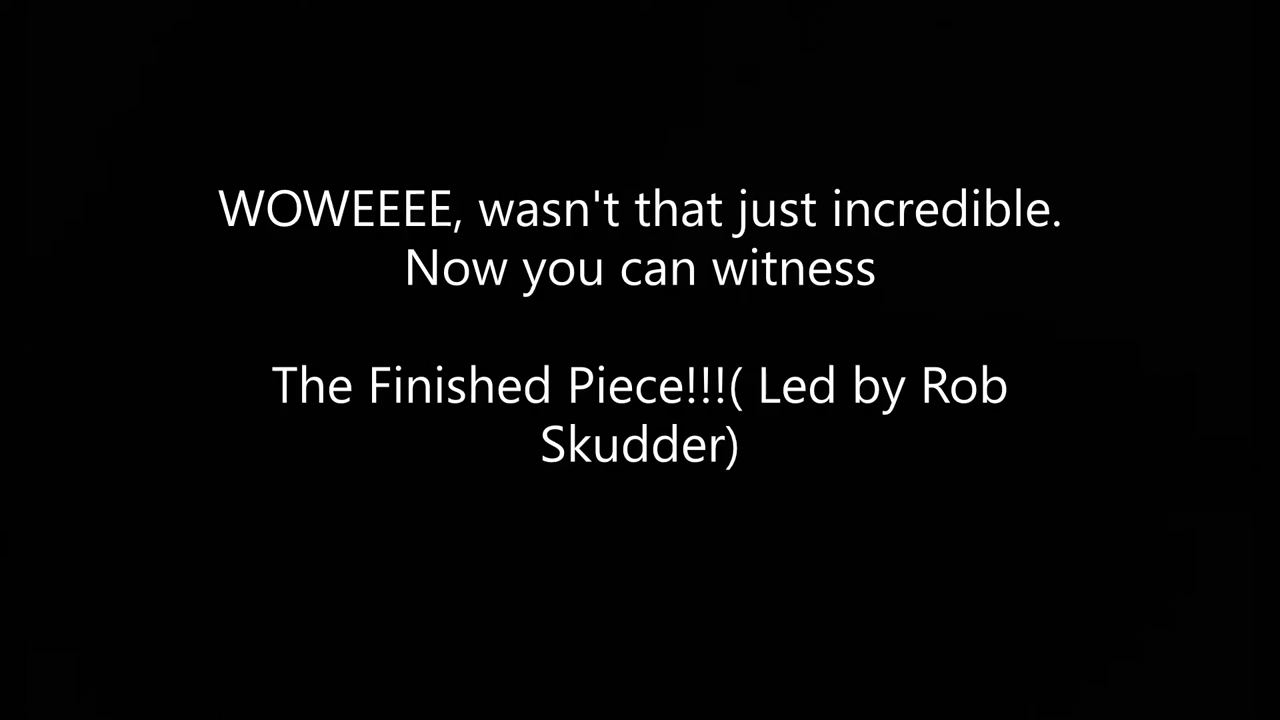 WOWEEEE, wasn't that just incredible.
Now you can witness
The Finished Piece!!!( Led by Rob
Skudder)